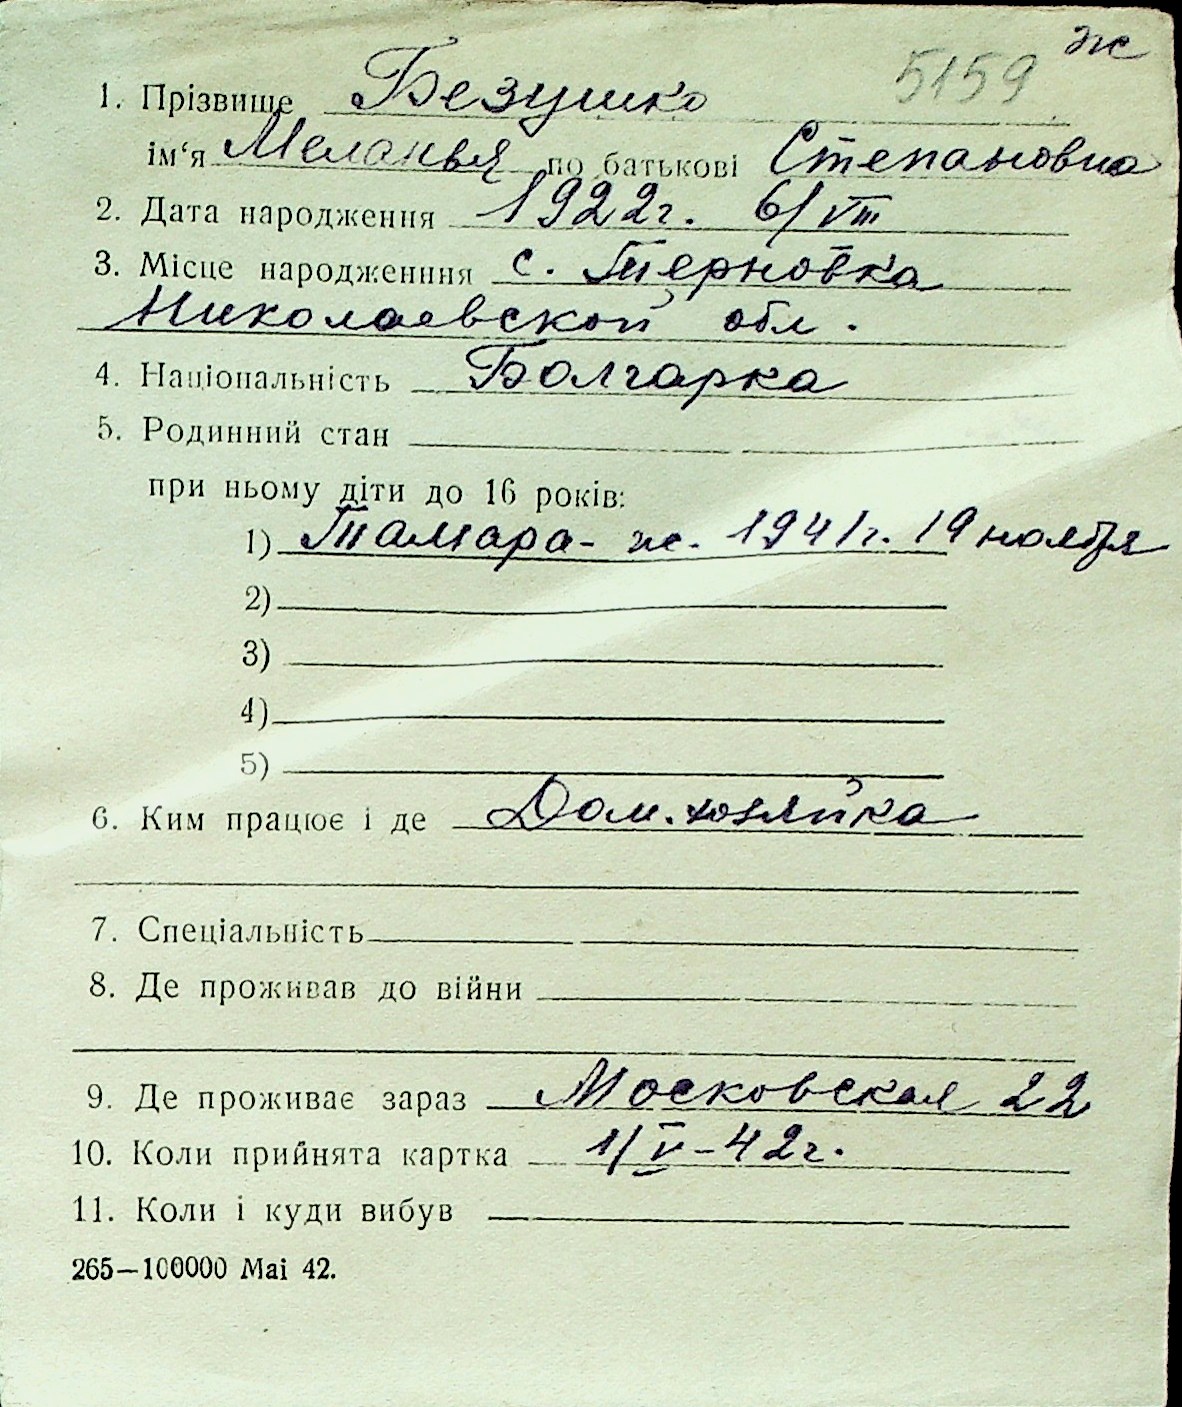 ж
5159
1. Прізвище Безушко
ім‘я Меланья по батькові Степановна
2. Дата народження 1922г. 6/VIII
3. Місце народженння с. Терновка
Николаевской обл.
4. Національність Болгарка
5. Родинний стан
при ньому діти до 16 років:
1) Тамара - ж. 1941г. 19 ноября
2)
3)
4)
5)
6. Ким працює і де Дом. хозяйка
7. Спеціальність
8. Де проживав до війни
9. Де проживає зараз Московская 22
10. Коли прийнята картка 1/V-42г.
11. Коли і куди вибув
265—100000 Маі 42.